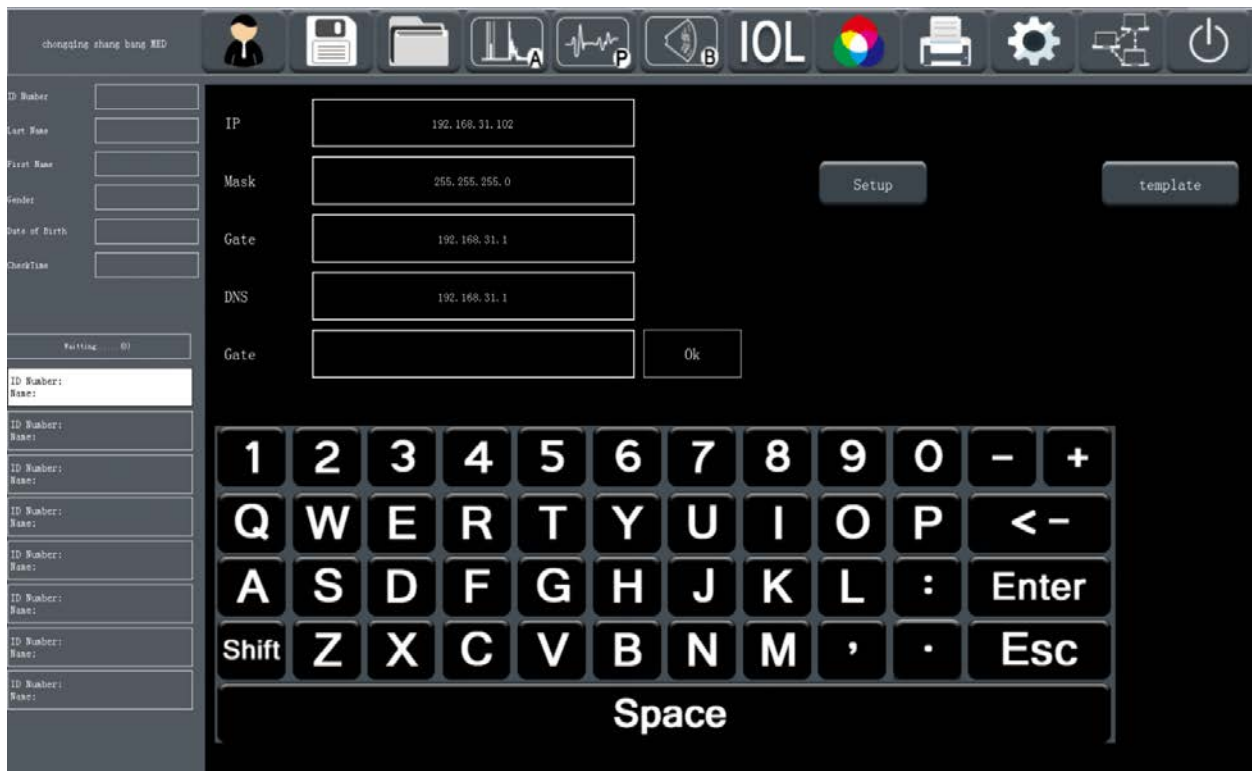 chongqing shang bang MED
A
P
B
IOL
ID Number
Last Name
First Name
Gender
Date of Birth
CheckTime
Waitting......(0)
ID Number:
Name:
ID Number:
Name:
ID Number:
Name:
ID Number:
Name:
ID Number:
Name:
ID Number:
Name:
ID Number:
Name:
ID Number:
Name:
IP 192.168.31.102
Mask 255.255.255.0
Gate 192.168.31.1
DNS 192.168.31.1
Gate Ok
Setup template
1 2 3 4 5 6 7 8 9 0 - +
Q W E R T Y U I O P <-
A S D F G H J K L : Enter
Shift Z X C V B N M , . Esc
Space